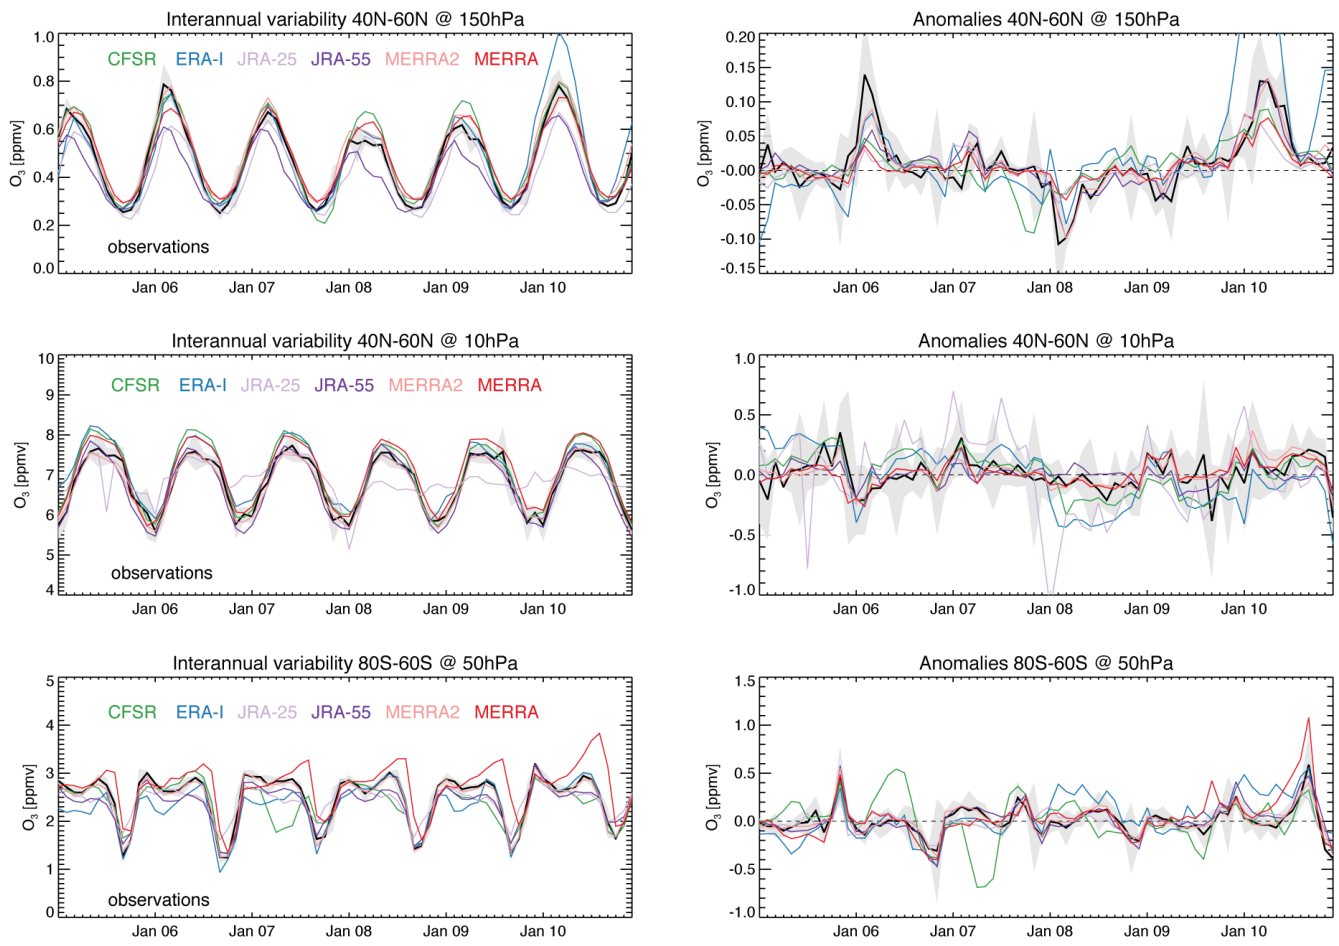 Interannual variability 40N-60N @ 150hPa
1.0
0.8
0.6
0.4
0.2
0.0
O3 [ppmv]
CFSR ERA-I JRA-25 JRA-55 MERRA2 MERRA
observations
Jan 06 Jan 07 Jan 08 Jan 09 Jan 10
Anomalies 40N-60N @ 150hPa
0.20
0.15
0.10
0.05
-0.00
-0.05
-0.10
-0.15
O3 [ppmv]
Jan 06 Jan 07 Jan 08 Jan 09 Jan 10
Interannual variability 40N-60N @ 10hPa
10
9
8
7
6
5
4
O3 [ppmv]
CFSR ERA-I JRA-25 JRA-55 MERRA2 MERRA
observations
Jan 06 Jan 07 Jan 08 Jan 09 Jan 10
Anomalies 40N-60N @ 10hPa
1.0
0.5
0.0
-0.5
-1.0
O3 [ppmv]
Jan 06 Jan 07 Jan 08 Jan 09 Jan 10
Interannual variability 80S-60S @ 50hPa
5
4
3
2
1
0
O3 [ppmv]
CFSR ERA-I JRA-25 JRA-55 MERRA2 MERRA
observations
Jan 06 Jan 07 Jan 08 Jan 09 Jan 10
Anomalies 80S-60S @ 50hPa
1.5
1.0
0.5
0.0
-0.5
-1.0
O3 [ppmv]
Jan 06 Jan 07 Jan 08 Jan 09 Jan 10